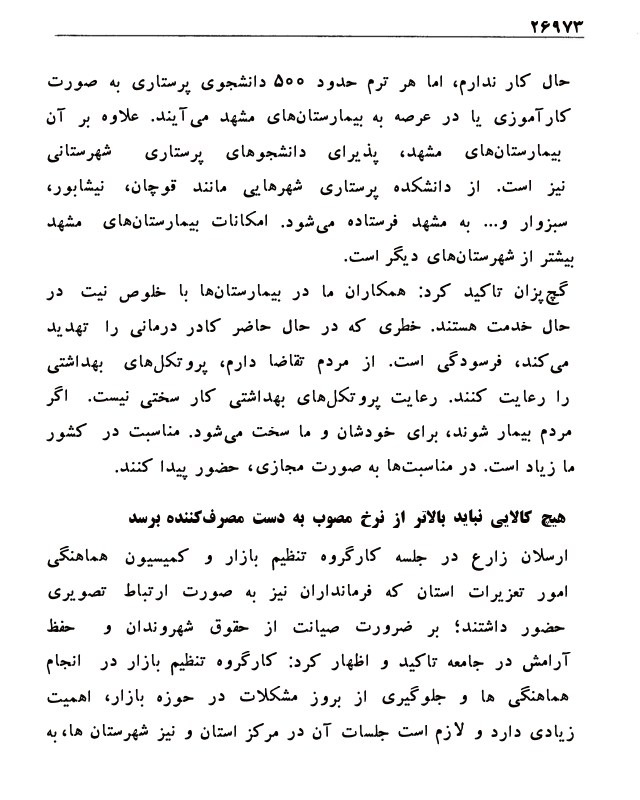 ۲۶۹۷۳
حال کار ندارم، اما هر ترم حدود ۵۰۰ دانشجوی پرستاری به صورت
کارآموزی یا در عرصه به بیمارستان‌های مشهد می‌آیند. علاوه بر آن
بیمارستان‌های مشهد، پذیرای دانشجوهای پرستاری شهرستانی
نیز است. از دانشکده پرستاری شهرهایی مانند قوچان، نیشابور،
سبزوار و... به مشهد فرستاده می‌شود. امکانات بیمارستان‌های مشهد
بیشتر از شهرستان‌های دیگر است.
گچ‌پزان تاکید کرد: همکاران ما در بیمارستان‌ها با خلوص نیت در
حال خدمت هستند. خطری که در حال حاضر کادر درمانی را تهدید
می‌کند، فرسودگی است. از مردم تقاضا دارم، پروتکل‌های بهداشتی
را رعایت کنند. رعایت پروتکل‌های بهداشتی کار سختی نیست. اگر
مردم بیمار شوند، برای خودشان و ما سخت می‌شود. مناسبت در کشور
ما زیاد است. در مناسبت‌ها به صورت مجازی، حضور پیدا کنند.
هیچ کالایی نباید بالاتر از نرخ مصوب به دست مصرف‌کننده برسد
ارسلان زارع در جلسه کارگروه تنظیم بازار و کمیسیون هماهنگی
امور تعزیرات استان که فرمانداران نیز به صورت ارتباط تصویری
حضور داشتند؛ بر ضرورت صیانت از حقوق شهروندان و حفظ
آرامش در جامعه تاکید و اظهار کرد: کارگروه تنظیم بازار در انجام
هماهنگی ها و جلوگیری از بروز مشکلات در حوزه بازار، اهمیت
زیادی دارد و لازم است جلسات آن در مرکز استان و نیز شهرستان ها، به